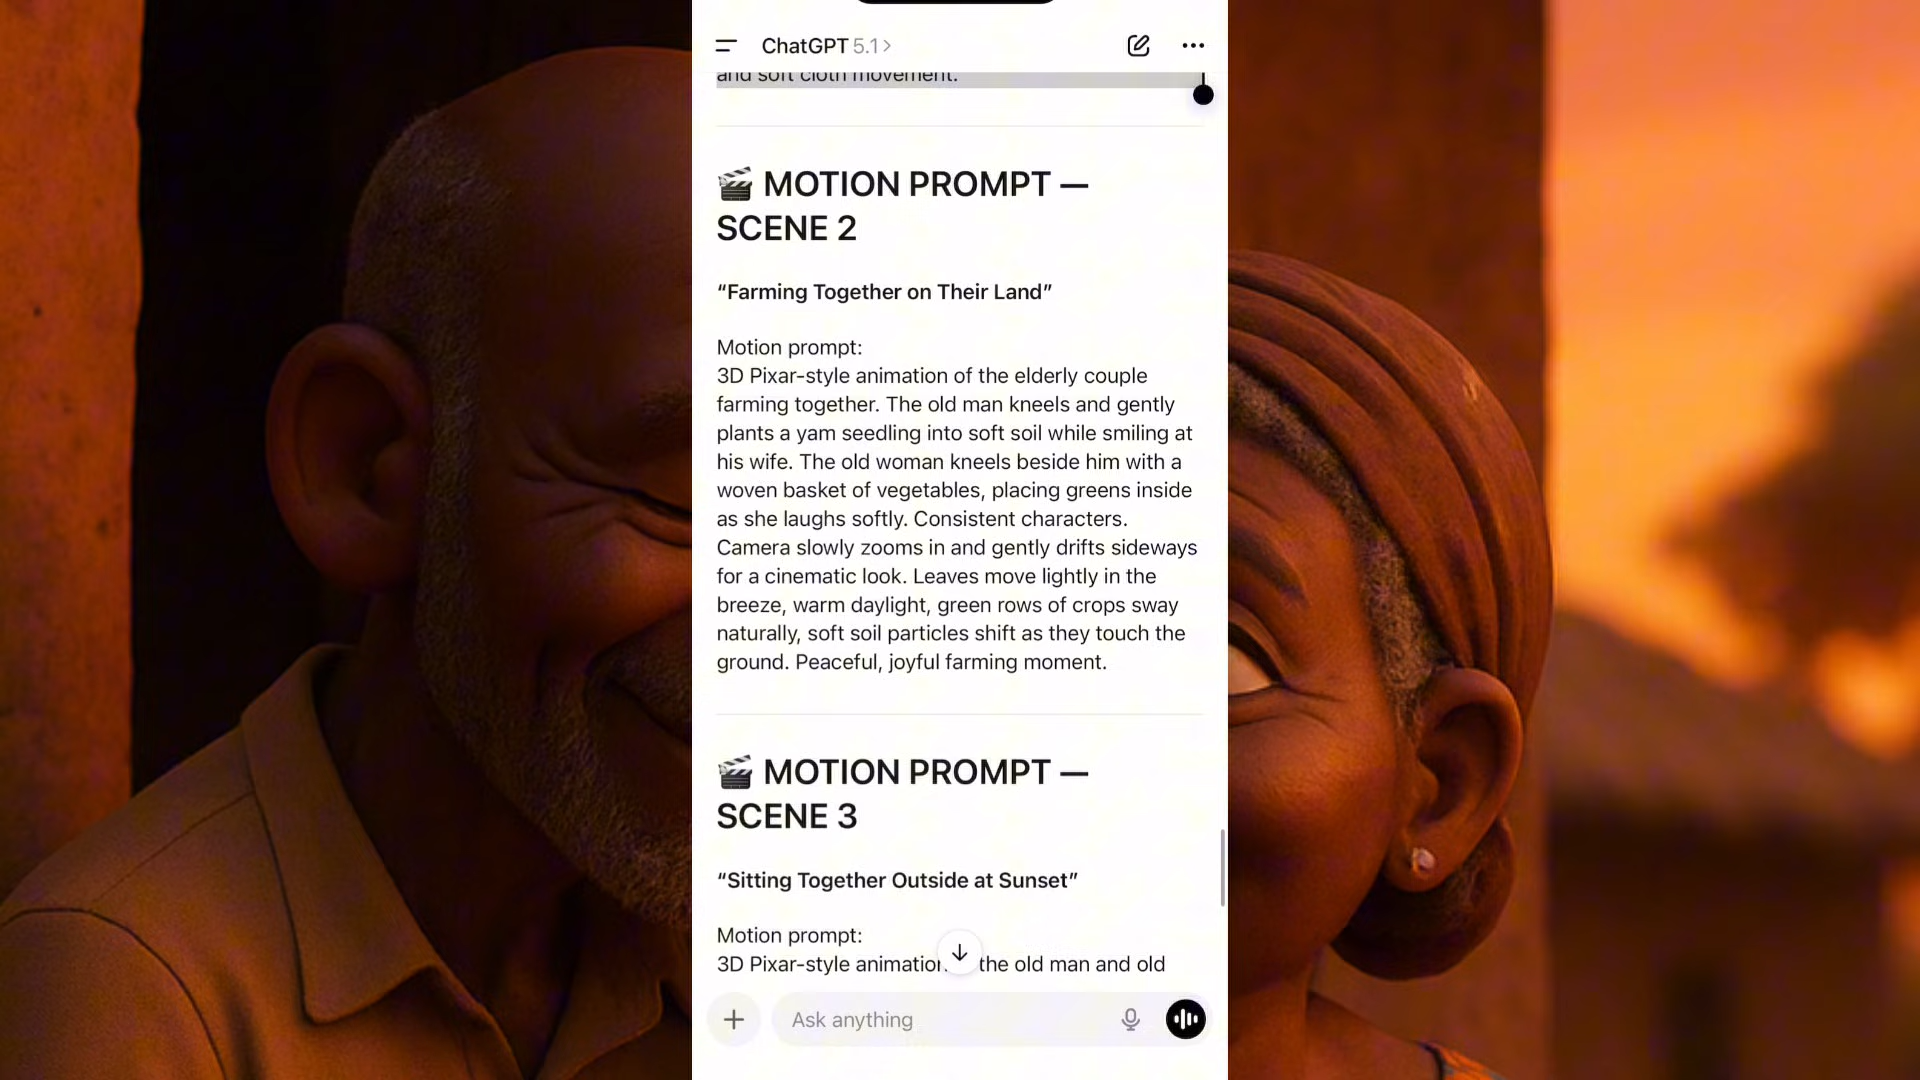 ChatGPT 5.1 >
and soft cloth movement.
🎬 MOTION PROMPT —
SCENE 2
“Farming Together on Their Land”
Motion prompt:
3D Pixar-style animation of the elderly couple
farming together. The old man kneels and gently
plants a yam seedling into soft soil while smiling at
his wife. The old woman kneels beside him with a
woven basket of vegetables, placing greens inside
as she laughs softly. Consistent characters.
Camera slowly zooms in and gently drifts sideways
for a cinematic look. Leaves move lightly in the
breeze, warm daylight, green rows of crops sway
naturally, soft soil particles shift as they touch the
ground. Peaceful, joyful farming moment.
🎬 MOTION PROMPT —
SCENE 3
“Sitting Together Outside at Sunset”
Motion prompt:
3D Pixar-style animation the old man and old
Ask anything